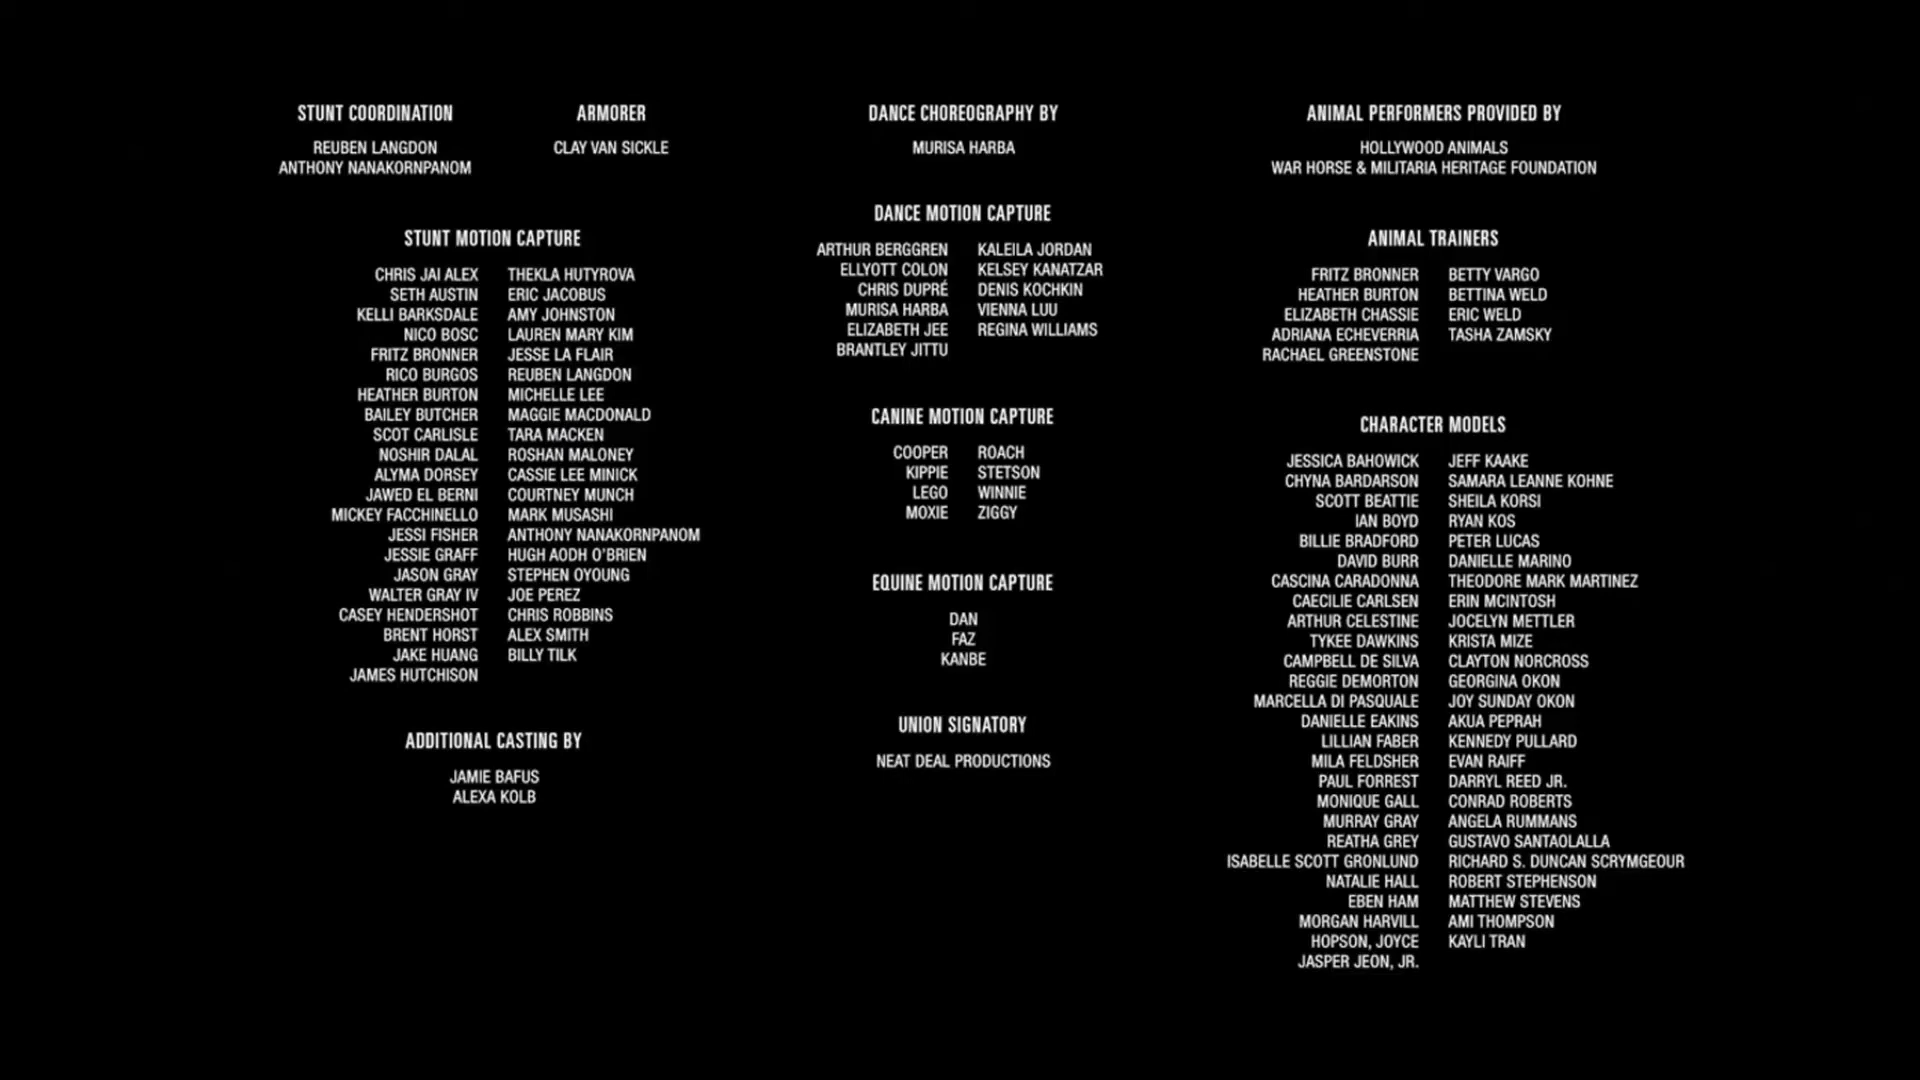 STUNT COORDINATION
REUBEN LANGDON
ANTHONY NANAKORNPANOM
ARMORER
CLAY VAN SICKLE
STUNT MOTION CAPTURE
CHRIS JAI ALEX THEKLA HUTYROVA
SETH AUSTIN ERIC JACOBUS
KELLI BARKSDALE AMY JOHNSTON
NICO BOSC LAUREN MARY KIM
FRITZ BRONNER JESSE LA FLAIR
RICO BURGOS REUBEN LANGDON
HEATHER BURTON MICHELLE LEE
BAILEY BUTCHER MAGGIE MACDONALD
SCOT CARLISLE TARA MACKEN
NOSHIR DALAL ROSHAN MALONEY
ALYMA DORSEY CASSIE LEE MINICK
JAWED EL BERNI COURTNEY MUNCH
MICKEY FACCHINELLO MARK MUSASHI
JESSI FISHER ANTHONY NANAKORNPANOM
JESSIE GRAFF HUGH AODH O'BRIEN
JASON GRAY STEPHEN OYOUNG
WALTER GRAY IV JOE PEREZ
CASEY HENDERSHOT CHRIS ROBBINS
BRENT HORST ALEX SMITH
JAKE HUANG BILLY TILK
JAMES HUTCHISON
ADDITIONAL CASTING BY
JAMIE BAFUS
ALEXA KOLB
DANCE CHOREOGRAPHY BY
MURISA HARBA
DANCE MOTION CAPTURE
ARTHUR BERGGREN KALEILA JORDAN
ELLYOTT COLON KELSEY KANATZAR
CHRIS DUPRÉ DENIS KOCHKIN
MURISA HARBA VIENNA LUU
ELIZABETH JEE REGINA WILLIAMS
BRANTLEY JITTU
CANINE MOTION CAPTURE
COOPER ROACH
KIPPIE STETSON
LEGO WINNIE
MOXIE ZIGGY
EQUINE MOTION CAPTURE
DAN
FAZ
KANBE
UNION SIGNATORY
NEAT DEAL PRODUCTIONS
ANIMAL PERFORMERS PROVIDED BY
HOLLYWOOD ANIMALS
WAR HORSE & MILITARIA HERITAGE FOUNDATION
ANIMAL TRAINERS
FRITZ BRONNER BETTY VARGO
HEATHER BURTON BETTINA WELD
ELIZABETH CHASSIE ERIC WELD
ADRIANA ECHEVERRIA TASHA ZAMSKY
RACHAEL GREENSTONE
CHARACTER MODELS
JESSICA BAHOWICK JEFF KAAKE
CHYNA BARDARSON SAMARA LEANNE KOHNE
SCOTT BEATTIE SHEILA KORSI
IAN BOYD RYAN KOS
BILLIE BRADFORD PETER LUCAS
DAVID BURR DANIELLE MARINO
CASCINA CARADONNA THEODORE MARK MARTINEZ
CAECILIE CARLSEN ERIN MCINTOSH
ARTHUR CELESTINE JOCELYN METTLER
TYKEE DAWKINS KRISTA MIZE
CAMPBELL DE SILVA CLAYTON NORCROSS
REGGIE DEMORTON GEORGINA OKON
MARCELLA DI PASQUALE JOY SUNDAY OKON
DANIELLE EAKINS AKUA PEPRAH
LILLIAN FABER KENNEDY PULLARD
MILA FELDSHER EVAN RAIFF
PAUL FORREST DARRYL REED JR.
MONIQUE GALL CONRAD ROBERTS
MURRAY GRAY ANGELA RUMMANS
REATHA GREY GUSTAVO SANTAOLALLA
ISABELLE SCOTT GRONLUND RICHARD S. DUNCAN SCRYMGEOUR
NATALIE HALL ROBERT STEPHENSON
EBEN HAM MATTHEW STEVENS
MORGAN HARVILL AMI THOMPSON
HOPSON, JOYCE KAYLI TRAN
JASPER JEON, JR.